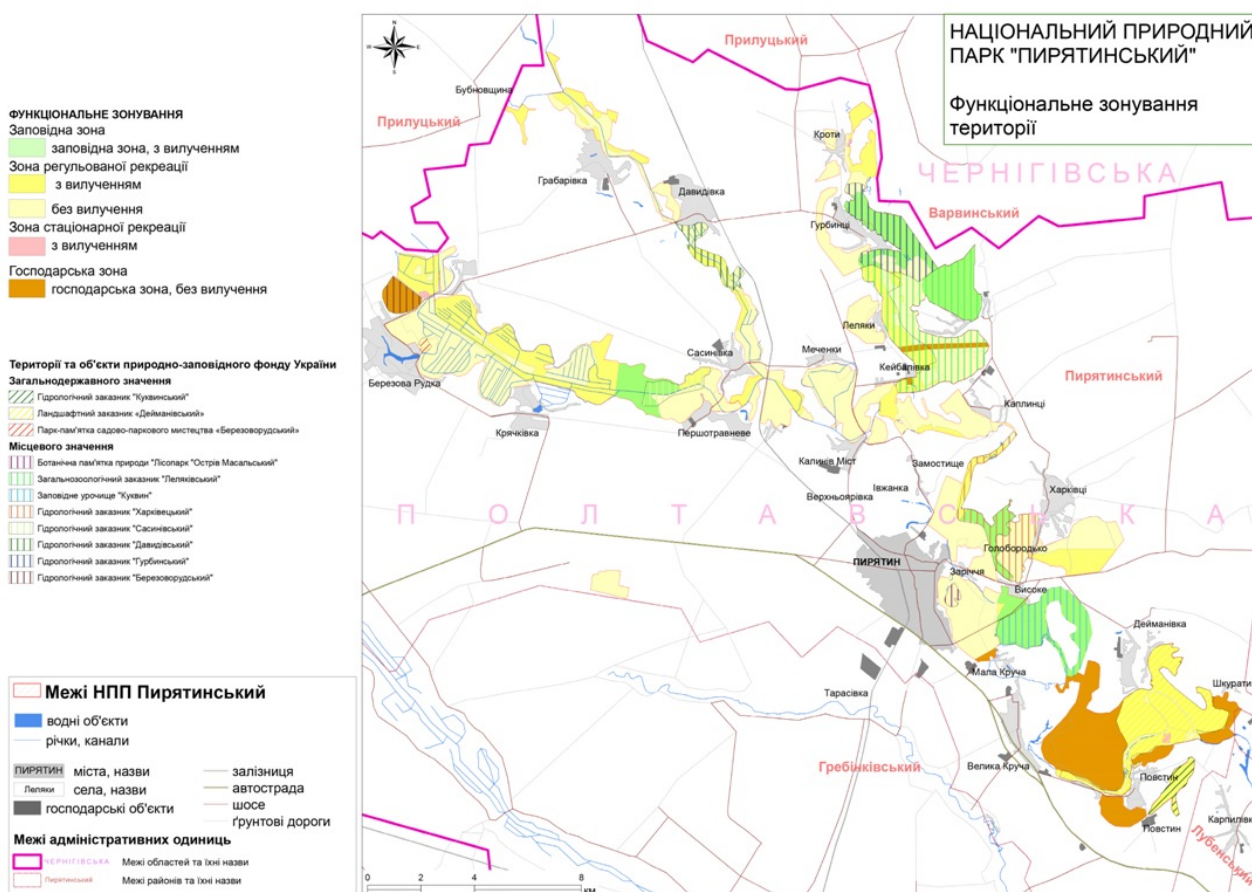 НАЦІОНАЛЬНИЙ ПРИРОДНИЙ
ПАРК "ПИРЯТИНСЬКИЙ"
Функціональне зонування
території
ФУНКЦІОНАЛЬНЕ ЗОНУВАННЯ
Заповідна зона
заповідна зона, з вилученням
Зона регульованої рекреації
з вилученням
без вилучення
Зона стаціонарної рекреації
з вилученням
Господарська зона
господарська зона, без вилучення
Території та об'єкти природно-заповідного фонду України
Загальнодержавного значення
Гідрологічний заказник "Куквинський"
Ландшафтний заказник «Дейманівський»
Парк-пам'ятка садово-паркового мистецтва «Березоворудський»
Місцевого значення
Ботанічна пам'ятка природи "Лісопарк "Острів Масальський"
Загальнозоологічний заказник "Леляківський"
Заповідне урочище "Куквин"
Гідрологічний заказник "Харківецький"
Гідрологічний заказник "Сасинівський"
Гідрологічний заказник "Давидівський"
Гідрологічний заказник "Гурбинський"
Гідрологічний заказник "Березоворудський"
Межі НПП Пирятинський
водні об'єкти
річки, канали
ПИРЯТИН міста, назви
Леляки села, назви
господарські об'єкти
залізниця
автострада
шосе
ґрунтові дороги
Межі адміністративних одиниць
ЧЕРНІГІВСЬКА Межі областей та їхні назви
Пирятинський Межі районів та їхні назви
N
W E
S
Прилуцький
Бубновщина
Прилуцький
Кроти
ЧЕРНІГІВСЬКА
Грабарівка
Давидівка
Варвинський
Гурбинці
Леляки
Сасинівка
Меченки
Кейбалівка
Пирятинський
Березова Рудка
Каплинці
Крячківка
Першотравневе
Калинів Міст
Замостище
Івжанка
Верхньоярівка
Харківці
ПОЛТАВСЬКА
Голобородько
ПИРЯТИН
Заріччя
Високе
Дейманівка
Мала Круча
Шкурати
Тарасівка
Гребінківський
Велика Круча
Повстин
Повстин
Карпилівк
Лубенський
0 2 4 8
км